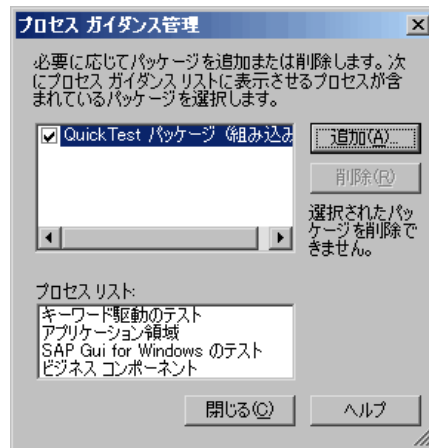 プロセス ガイダンス管理
必要に応じてパッケージを追加または削除します。次
にプロセス ガイダンス リストに表示させるプロセスが含
まれているパッケージを選択します。
QuickTest パッケージ (組み込み
追加(A)...
削除(R)
選択されたパッ
ケージを削除で
きません。
プロセス リスト:
キーワード駆動のテスト
アプリケーション領域
SAP Gui for Windows のテスト
ビジネス コンポーネント
閉じる(C)
ヘルプ